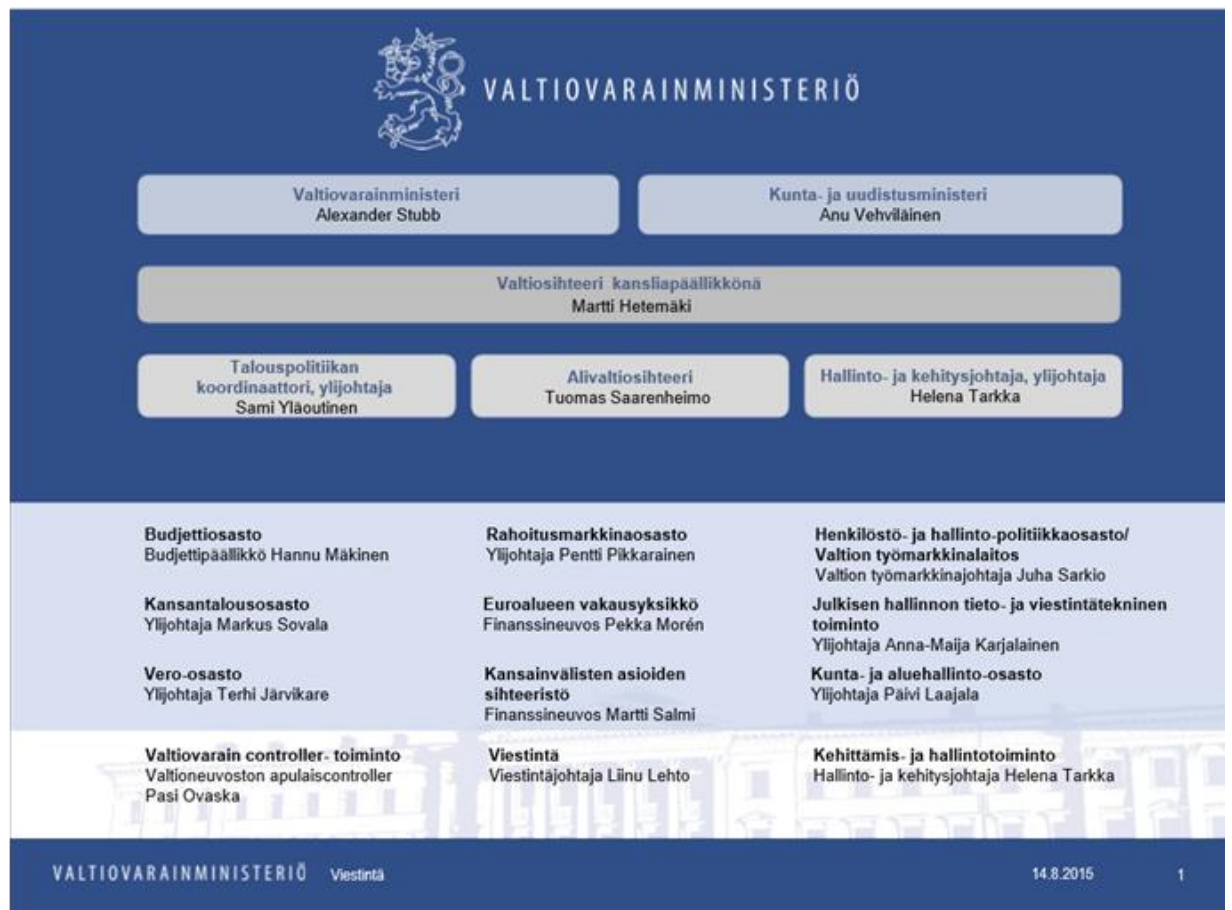 VALTIOVARAINMINISTERIÖ
Valtiovarainministeri
Alexander Stubb
Kunta- ja uudistusministeri
Anu Vehviläinen
Valtiosihteeri kansliapäällikkönä
Martti Hetemäki
Talouspolitiikan
koordinaattori, ylijohtaja
Sami Yläoutinen
Alivaltiosihteeri
Tuomas Saarenheimo
Hallinto- ja kehitysjohtaja, ylijohtaja
Helena Tarkka
Budjettiosasto
Budjettipäällikkö Hannu Mäkinen
Rahoitusmarkkinaosasto
Ylijohtaja Pentti Pikkarainen
Henkilöstö- ja hallinto-politiikkaosasto/
Valtion työmarkkinalaitos
Valtion työmarkkinajohtaja Juha Sarkio
Kansantalousosasto
Ylijohtaja Markus Sovala
Euroalueen vakausyksikkö
Finanssineuvos Pekka Morén
Julkisen hallinnon tieto- ja viestintätekninen
toiminto
Ylijohtaja Anna-Maija Karjalainen
Vero-osasto
Ylijohtaja Terhi Järvikare
Kansainvälisten asioiden
sihteeristö
Finanssineuvos Martti Salmi
Kunta- ja aluehallinto-osasto
Ylijohtaja Päivi Laajala
Valtiovarain controller- toiminto
Valtioneuvoston apulaiscontroller
Pasi Ovaska
Viestintä
Viestintäjohtaja Liinu Lehto
Kehittämis- ja hallintotoiminto
Hallinto- ja kehitysjohtaja Helena Tarkka
VALTIOVARAINMINISTERIÖ Viestintä
14.8.2015
1